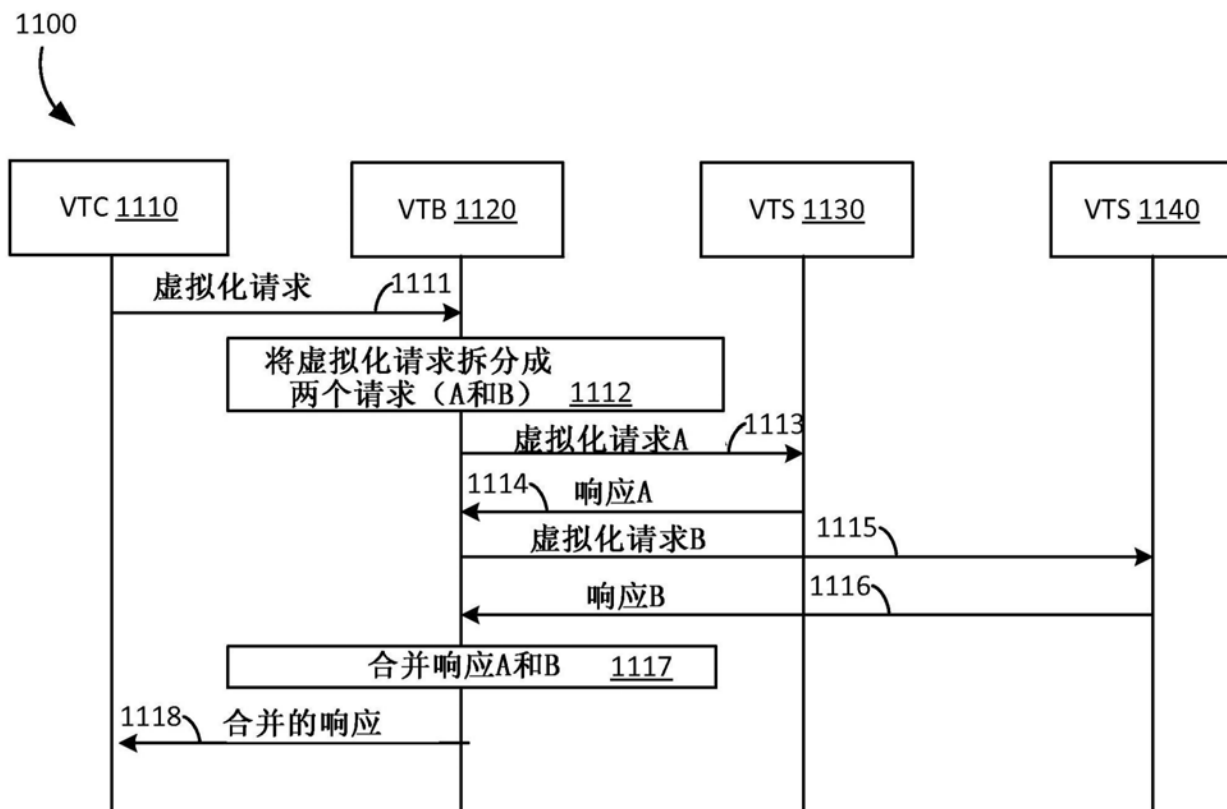 1100
VTC 1110
VTB 1120
VTS 1130
VTS 1140
虚拟化请求
1111
将虚拟化请求拆分成
两个请求（A和B） 1112
虚拟化请求A
1113
1114
响应A
虚拟化请求B
1115
响应B
1116
合并响应A和B 1117
1118
合并的响应